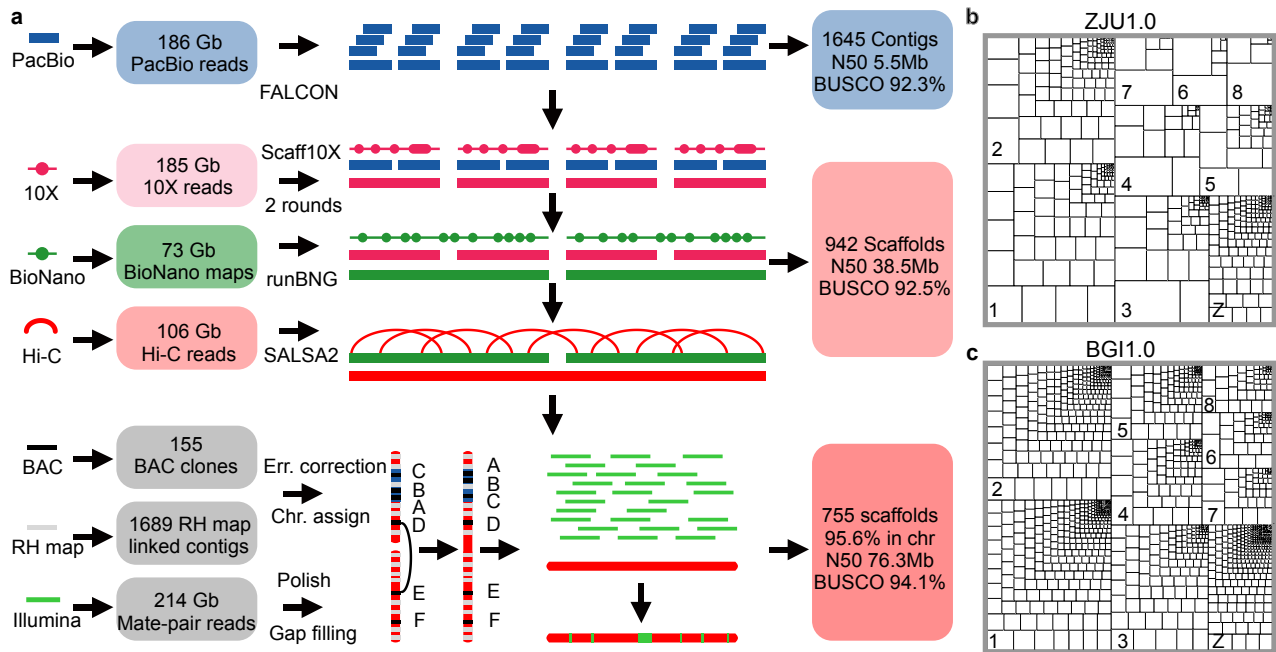 a
PacBio
186 Gb
PacBio reads
FALCON
1645 Contigs
N50 5.5Mb
BUSCO 92.3%
10X
185 Gb
10X reads
Scaff10X
2 rounds
BioNano
73 Gb
BioNano maps
runBNG
942 Scaffolds
N50 38.5Mb
BUSCO 92.5%
Hi-C
106 Gb
Hi-C reads
SALSA2
BAC
155
BAC clones
Err. correction
Chr. assign
RH map
1689 RH map
linked contigs
Illumina
214 Gb
Mate-pair reads
Polish
Gap filling
C
B
A
D
E
F
A
B
C
D
E
F
755 scaffolds
95.6% in chr
N50 76.3Mb
BUSCO 94.1%
b
ZJU1.0
2
7
6
8
4
5
1
3
Z
c
BGI1.0
2
5
8
6
4
7
1
3
Z